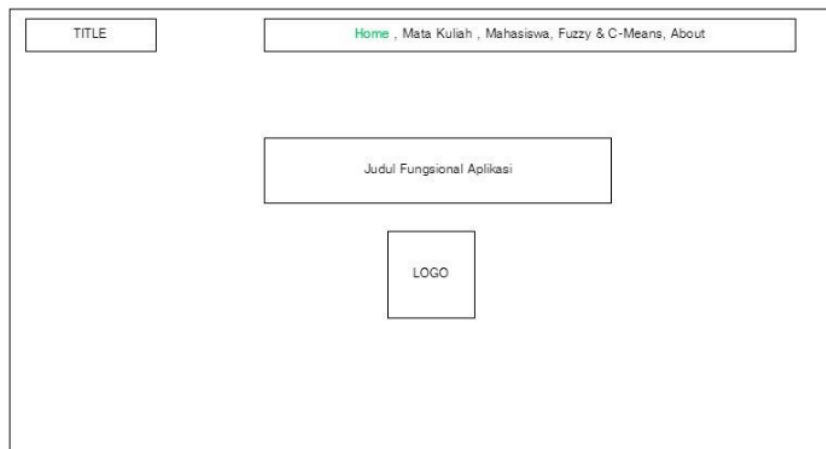 TITLE
Home , Mata Kuliah , Mahasiswa, Fuzzy & C-Means, About
Judul Fungsional Aplikasi
LOGO